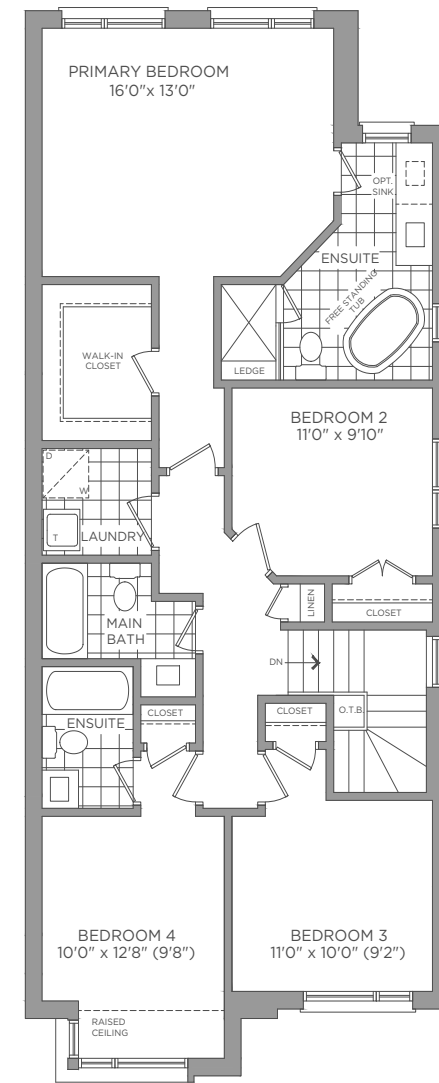 PRIMARY BEDROOM
16'0"x 13'0"
OPT.
SINK
ENSUITE
FREE STANDING
TUB
WALK-IN
CLOSET
LEDGE
BEDROOM 2
11'0" x 9'10"
D
W
T
LAUNDRY
LINEN
CLOSET
MAIN
BATH
DN
CLOSET
CLOSET
O.T.B.
ENSUITE
BEDROOM 4
10'0" x 12'8" (9'8")
BEDROOM 3
11'0" x 10'0" (9'2")
RAISED
CEILING